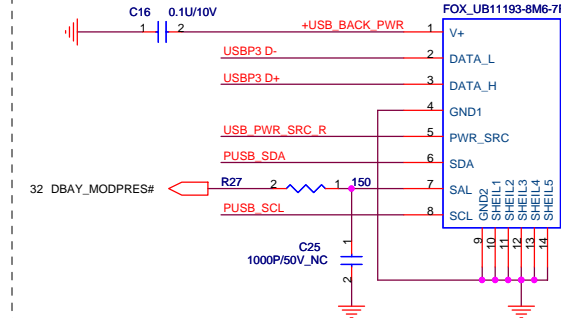 C16 0.1U/10V FOX_UB11193-8M6-7F
1 2 +USB_BACK_PWR 1 V+
USBP3 D- 2 DATA_L
USBP3 D+ 3 DATA_H
4 GND1
USB_PWR_SRC_R 5 PWR_SRC
PUSB_SDA 6 SDA
32 DBAY_MODPRES# R27 2 1 150 7 SAL
PUSB_SCL 8 SCL
GND2
SHEIL1
SHEIL2
SHEIL3
SHEIL4
SHEIL5
9 10 11 12 13 14
1
C25
1000P/50V_NC
2